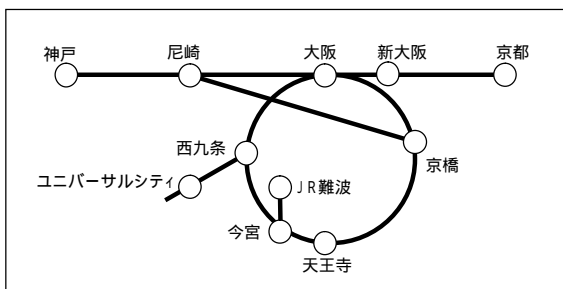 神戸
尼崎
大阪
新大阪
京都
西九条
京橋
ユニバーサルシティ
JR難波
今宮
天王寺